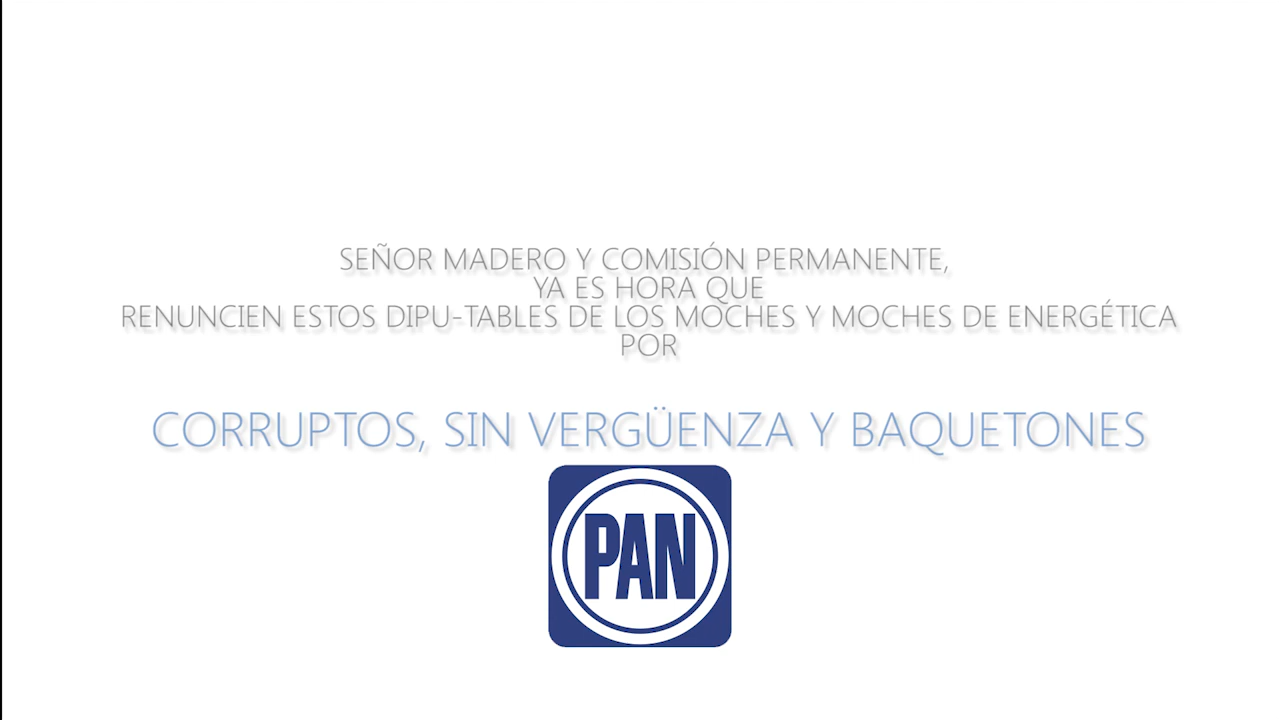 SEÑOR MADERO Y COMISIÓN PERMANENTE,
YA ES HORA QUE
RENUNCIEN ESTOS DIPU-TABLES DE LOS MOCHES Y MOCHES DE ENERGÉTICA
POR
CORRUPTOS, SIN VERGÜENZA Y BAQUETONES
PAN